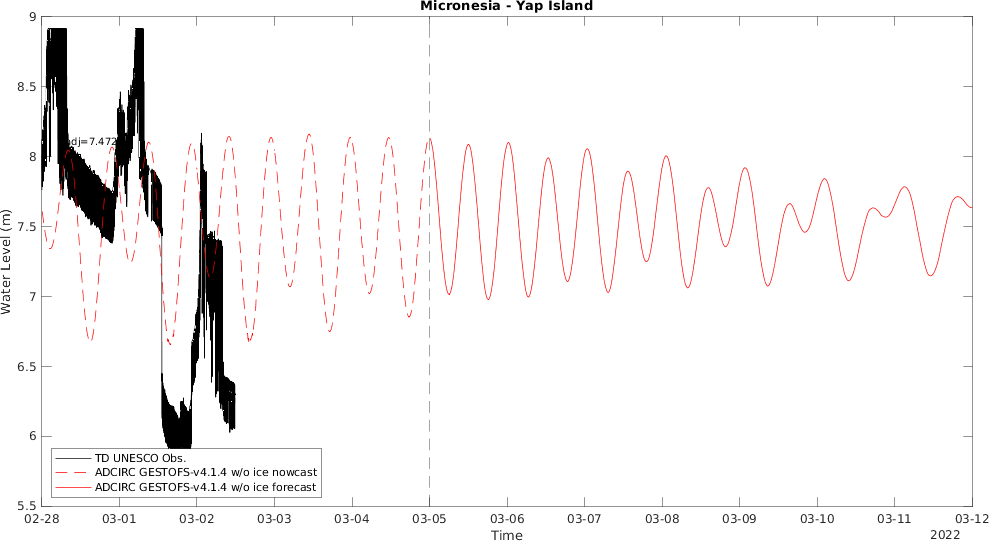 Micronesia - Yap Island
9
8.5
8
7.5
7
6.5
6
5.5
Water Level (m)
dj=7.472
TD UNESCO Obs.
ADCIRC GESTOFS-v4.1.4 w/o ice nowcast
ADCIRC GESTOFS-v4.1.4 w/o ice forecast
02-28 03-01 03-02 03-03 03-04 03-05 03-06 03-07 03-08 03-09 03-10 03-11 03-12
Time
2022